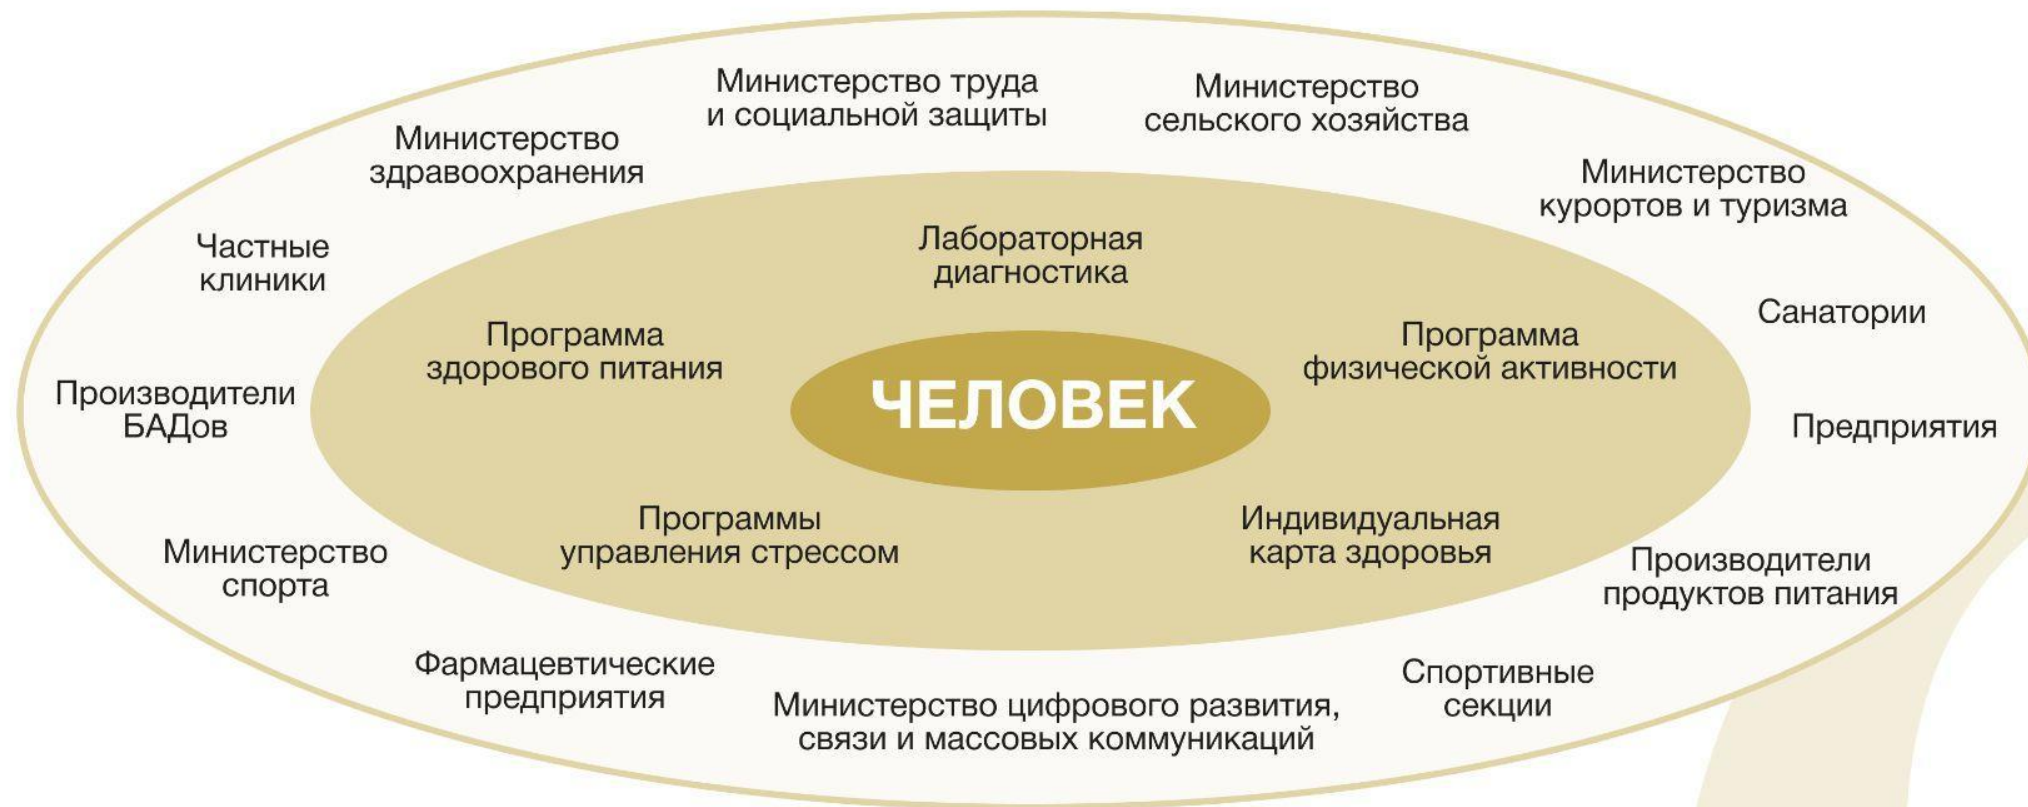 Министерство труда
и социальной защиты
Министерство
сельского хозяйства
Министерство
здравоохранения
Министерство
курортов и туризма
Частные
клиники
Лабораторная
диагностика
Санатории
Программа
здорового питания
Программа
физической активности
Производители
БАДов
ЧЕЛОВЕК
Предприятия
Министерство
спорта
Программы
управления стрессом
Индивидуальная
карта здоровья
Производители
продуктов питания
Фармацевтические
предприятия
Министерство цифрового развития,
связи и массовых коммуникаций
Спортивные
секции